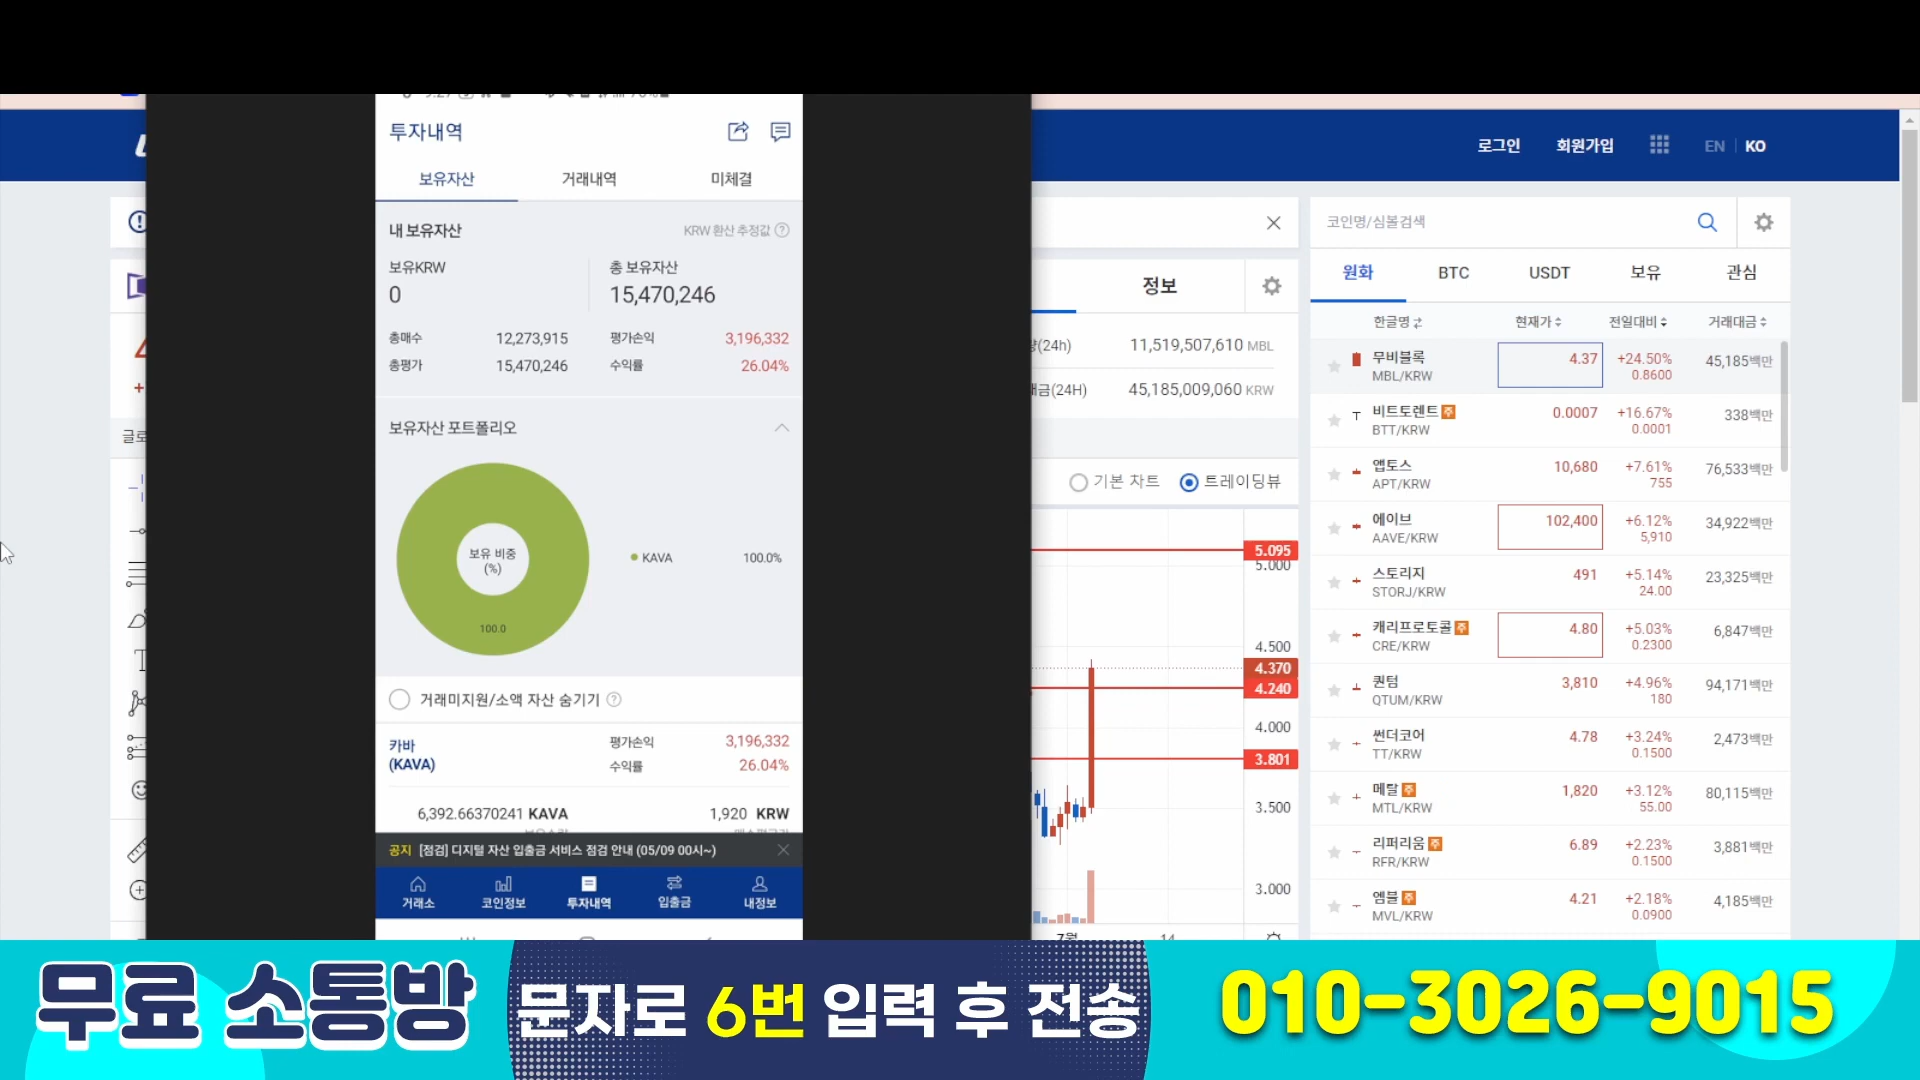 투자내역
보유자산 거래내역 미체결
내 보유자산 KRW 환산 추정값 ?
보유KRW 총 보유자산
0 15,470,246
총매수 12,273,915 평가손익 3,196,332
총평가 15,470,246 수익률 26.04%
보유자산 포트폴리오
보유 비중
(%)
KAVA 100.0%
100.0
거래미지원/소액 자산 숨기기 ?
카바
(KAVA)
평가손익 3,196,332
수익률 26.04%
6,392.66370241 KAVA 1,920 KRW
공지 [점검] 디지털 자산 입출금 서비스 점검 안내 (05/09 00시~)
거래소 코인정보 투자내역 입출금 내정보
로그인 회원가입 EN KO
정보
(24h) 11,519,507,610 MBL
금(24H) 45,185,009,060 KRW
기본 차트 트레이딩뷰
5.095
5.000
4.500
4.370
4.240
4.000
3.801
3.500
3.000
7월 14
코인명/심볼검색
원화 BTC USDT 보유 관심
한글명 현재가 전일대비 거래대금
무비블록 4.37 +24.50% 45,185백만
MBL/KRW 0.8600
비트토렌트 주 0.0007 +16.67% 338백만
BTT/KRW 0.0001
앱토스 10,680 +7.61% 76,533백만
APT/KRW 755
에이브 102,400 +6.12% 34,922백만
AAVE/KRW 5,910
스토리지 491 +5.14% 23,325백만
STORJ/KRW 24.00
캐리프로토콜 주 4.80 +5.03% 6,847백만
CRE/KRW 0.2300
퀀텀 3,810 +4.96% 94,171백만
QTUM/KRW 180
썬더코어 4.78 +3.24% 2,473백만
TT/KRW 0.1500
메탈 주 1,820 +3.12% 80,115백만
MTL/KRW 55.00
리퍼리움 주 6.89 +2.23% 3,881백만
RFR/KRW 0.1500
엠블 주 4.21 +2.18% 4,185백만
MVL/KRW 0.0900
무료 소통방 문자로 6번 입력 후 전송 010-3026-9015